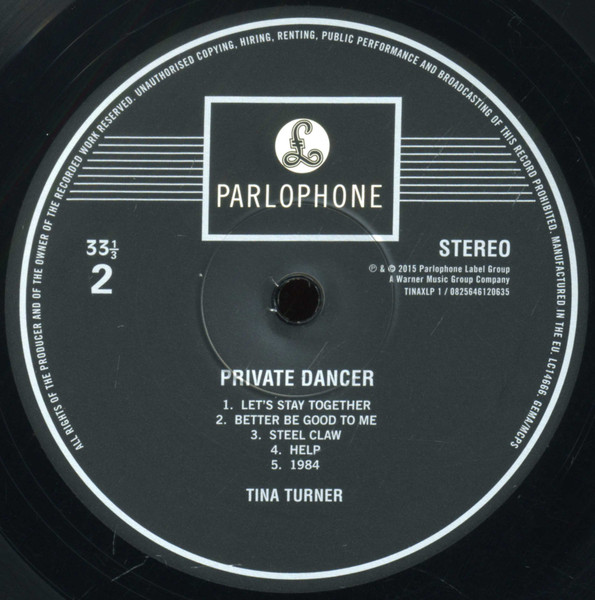 ALL RIGHTS OF THE PRODUCER AND OF THE OWNER OF THE RECORDED WORK RESERVED. UNAUTHORISED COPYING, HIRING, RENTING, PUBLIC PERFORMANCE AND BROADCASTING OF THIS RECORD PROHIBITED. MANUFACTURED IN THE EU. LC14666. GEMA/MCPS
£
PARLOPHONE
33⅓
2
STEREO
℗ & © 2015 Parlophone Label Group
A Warner Music Group Company
TINAXLP 1 / 0825646120635
PRIVATE DANCER
1. LET'S STAY TOGETHER
2. BETTER BE GOOD TO ME
3. STEEL CLAW
4. HELP
5. 1984
TINA TURNER